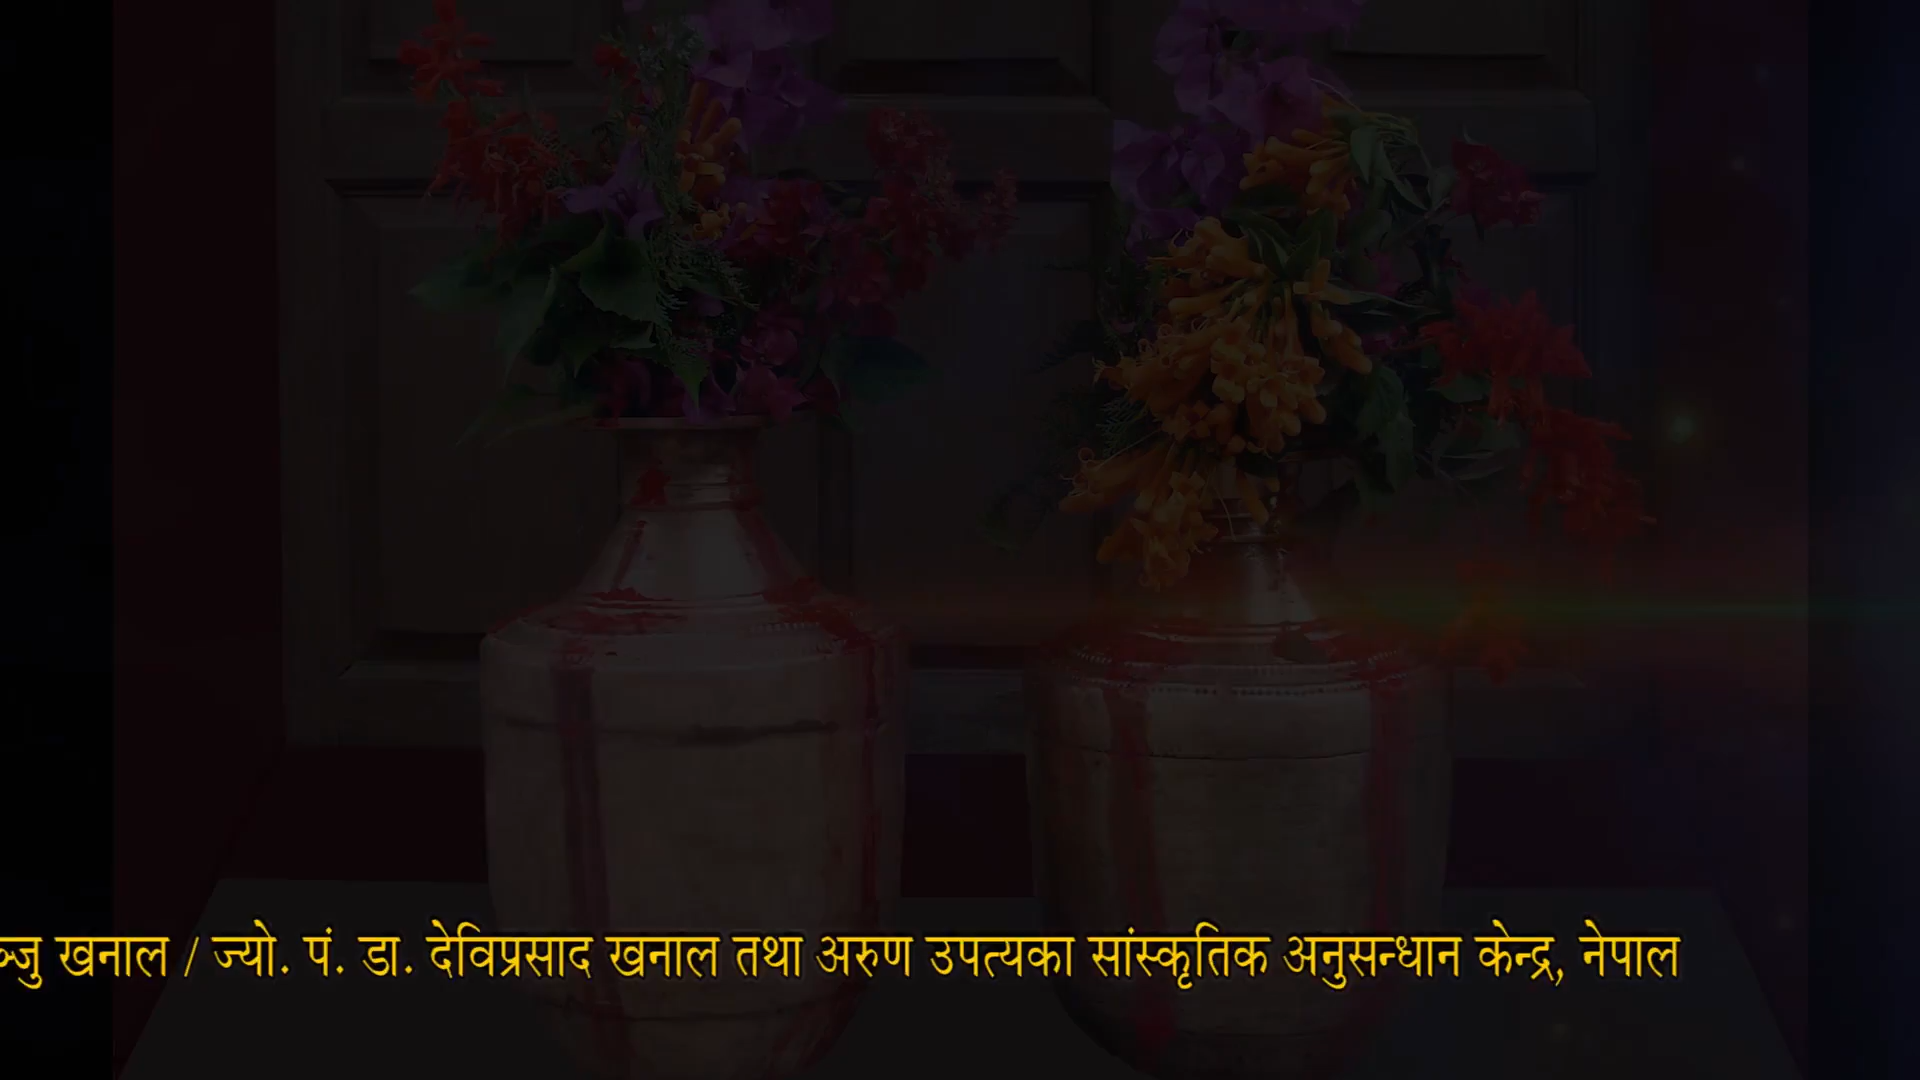 खनाल / ज्यो. पं. डा. देविप्रसाद खनाल तथा अरुण उपत्यका सांस्कृतिक अनुसन्धान केन्द्र, नेपाल